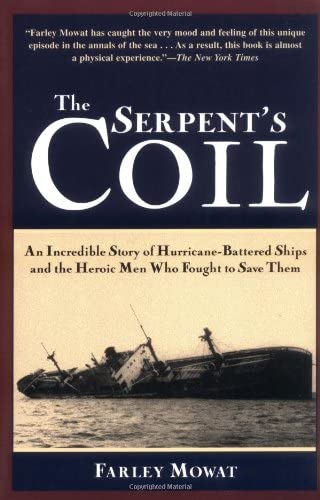 "Farley Mowat has caught the very mood and feeling of this unique
episode in the annals of the sea . . . As a result, this book is almost
a physical experience."—The New York Times
The SERPENT'S
COIL
An Incredible Story of Hurricane-Battered Ships
and the Heroic Men Who Fought to Save Them
FARLEY MOWAT